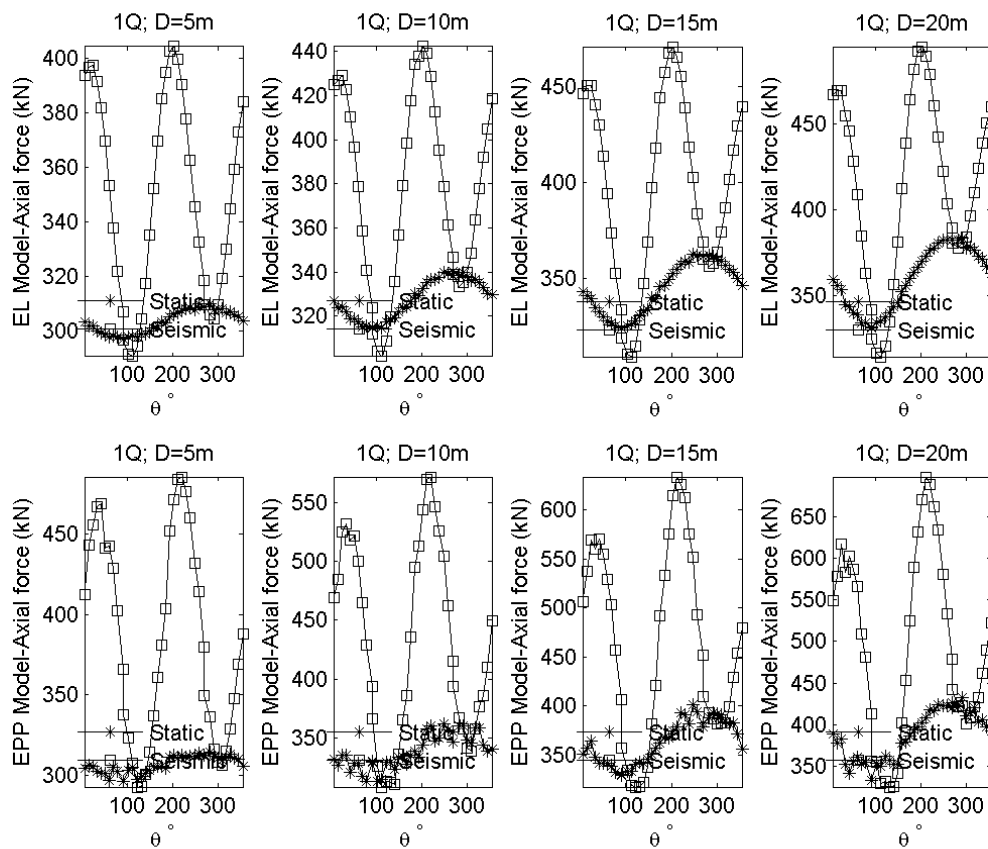 1Q; D=5m
EL Model-Axial force (kN)
400
380
360
340
320
300
Static
Seismic
100 200 300
θ °
1Q; D=10m
EL Model-Axial force (kN)
440
420
400
380
360
340
320
Static
Seismic
100 200 300
θ °
1Q; D=15m
EL Model-Axial force (kN)
450
400
350
Static
Seismic
100 200 300
θ °
1Q; D=20m
EL Model-Axial force (kN)
450
400
350
Static
Seismic
100 200 300
θ °
1Q; D=5m
EPP Model-Axial force (kN)
450
400
350
300
Static
Seismic
0 100 200 300
θ °
1Q; D=10m
EPP Model-Axial force (kN)
550
500
450
400
350
Static
Seismic
0 100 200 300
θ °
1Q; D=15m
EPP Model-Axial force (kN)
600
550
500
450
400
350
Static
Seismic
0 100 200 300
θ °
1Q; D=20m
EPP Model-Axial force (kN)
650
600
550
500
450
400
350
Static
Seismic
0 100 200 300
θ °